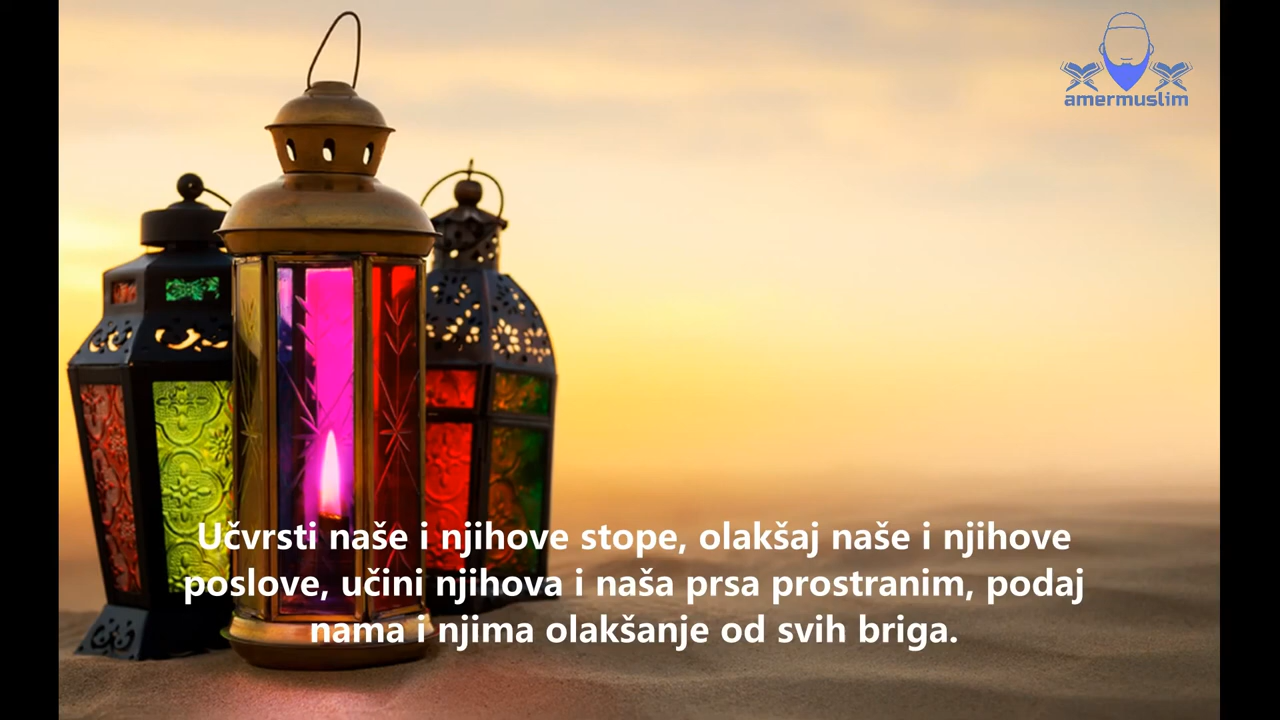 amermuslim
Učvrsti naše i njihove stope, olakšaj naše i njihove
poslove, učini njihova i naša prsa prostranim, podaj
nama i njima olakšanje od svih briga.